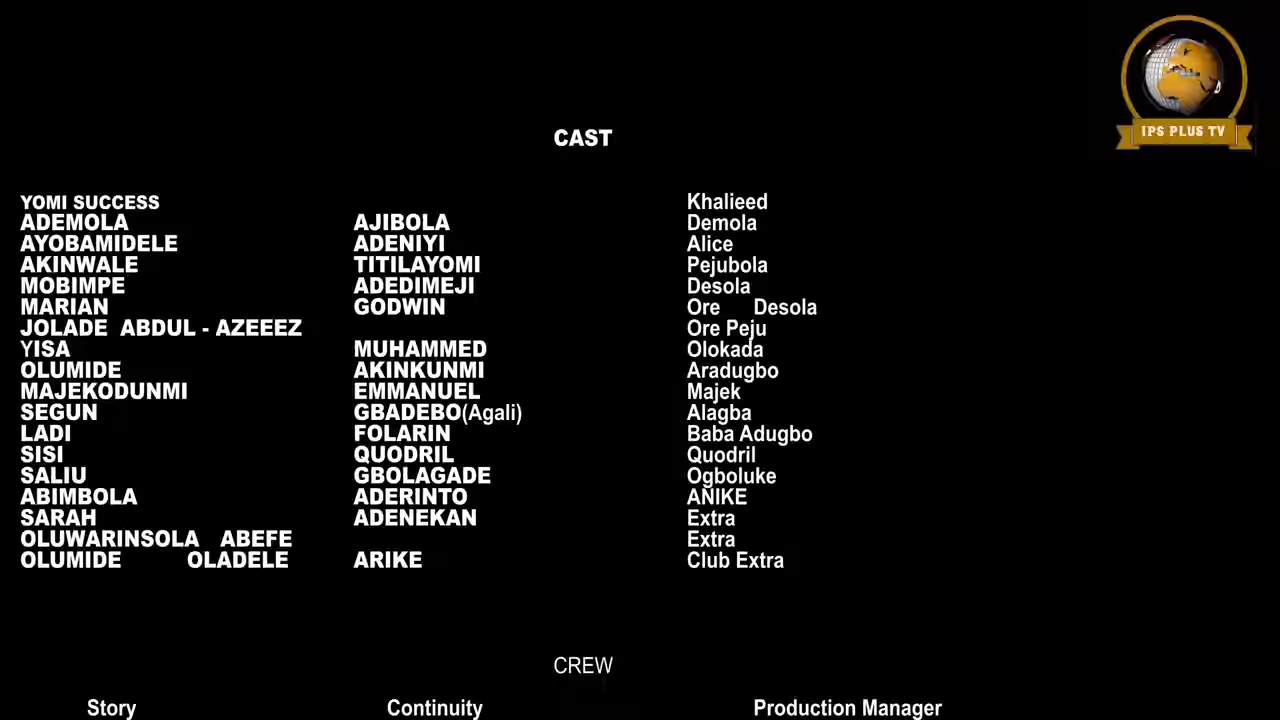 IPS PLUS TV
CAST
YOMI SUCCESS Khalieed
ADEMOLA AJIBOLA Demola
AYOBAMIDELE ADENIYI Alice
AKINWALE TITILAYOMI Pejubola
MOBIMPE ADEDIMEJI Desola
MARIAN GODWIN Ore Desola
JOLADE ABDUL - AZEEEZ Ore Peju
YISA MUHAMMED Olokada
OLUMIDE AKINKUNMI Aradugbo
MAJEKODUNMI EMMANUEL Majek
SEGUN GBADEBO(Agali) Alagba
LADI FOLARIN Baba Adugbo
SISI QUODRIL Quodril
SALIU GBOLAGADE Ogboluke
ABIMBOLA ADERINTO ANIKE
SARAH ADENEKAN Extra
OLUWARINSOLA ABEFE Extra
OLUMIDE OLADELE ARIKE Club Extra
CREW
Story Continuity Production Manager